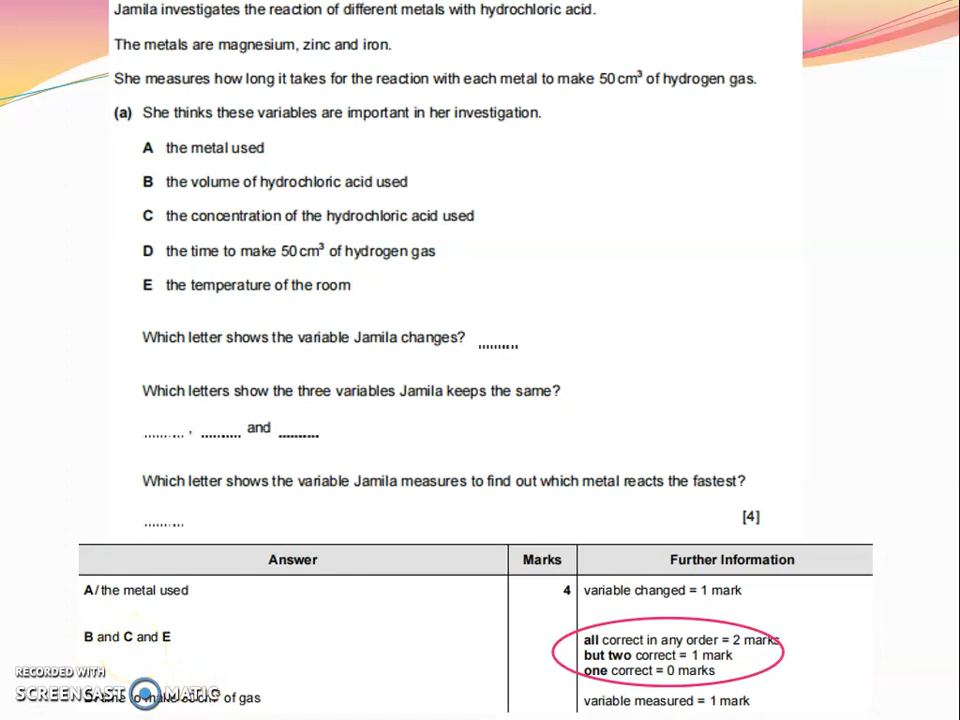 Jamila investigates the reaction of different metals with hydrochloric acid.
The metals are magnesium, zinc and iron.
She measures how long it takes for the reaction with each metal to make 50 cm³ of hydrogen gas.
(a) She thinks these variables are important in her investigation.
A the metal used
B the volume of hydrochloric acid used
C the concentration of the hydrochloric acid used
D the time to make 50 cm³ of hydrogen gas
E the temperature of the room
Which letter shows the variable Jamila changes? ..........
Which letters show the three variables Jamila keeps the same?
.......... , .......... and ..........
Which letter shows the variable Jamila measures to find out which metal reacts the fastest?
..........
[4]
Answer Marks Further Information
A / the metal used 4 variable changed = 1 mark
B and C and E
all correct in any order = 2 marks
but two correct = 1 mark
one correct = 0 marks
of gas
variable measured = 1 mark
RECORDED WITH
SCREENCAST MATIC